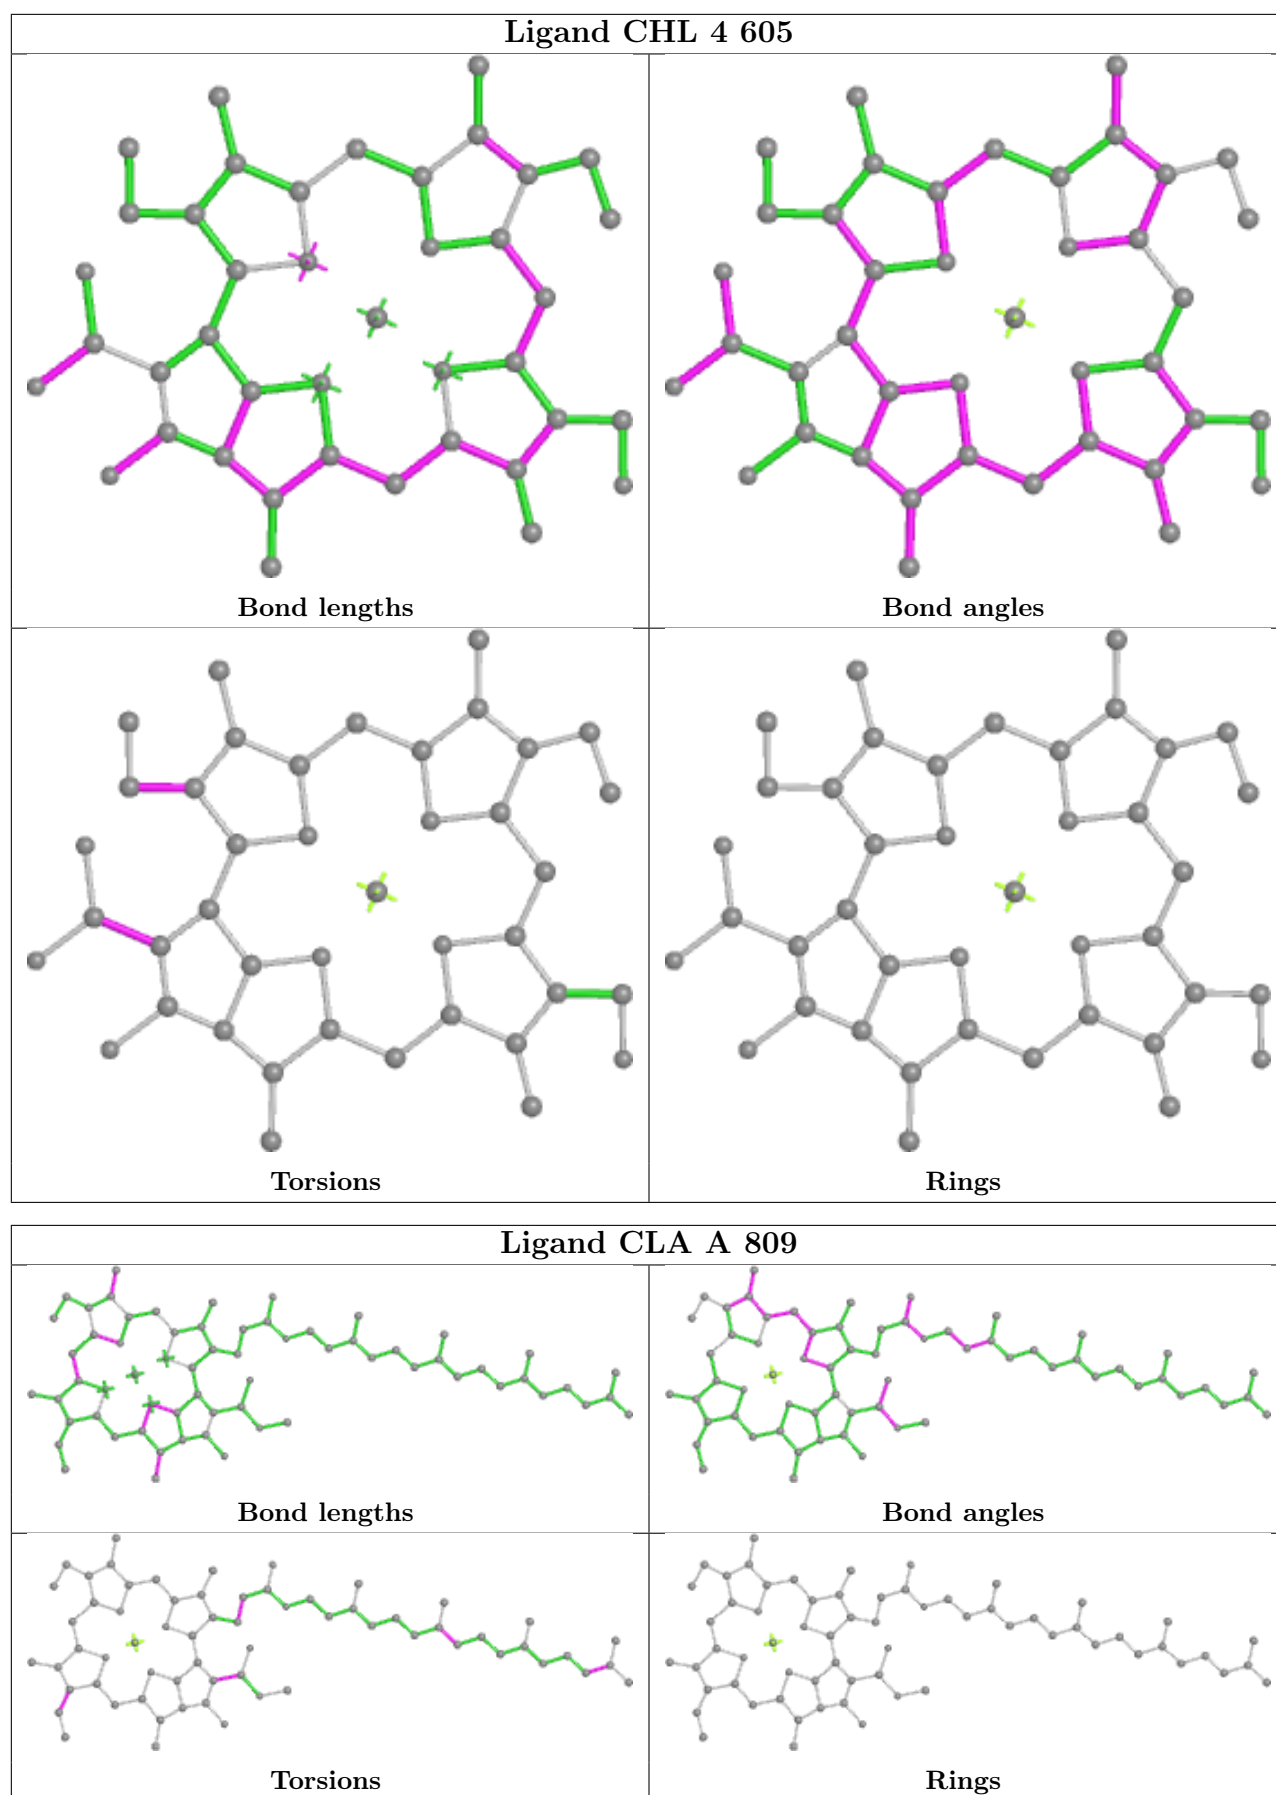 Ligand CHL 4 605
Bond lengths
Bond angles
Torsions
Rings
Ligand CLA A 809
Bond lengths
Bond angles
Torsions
Rings